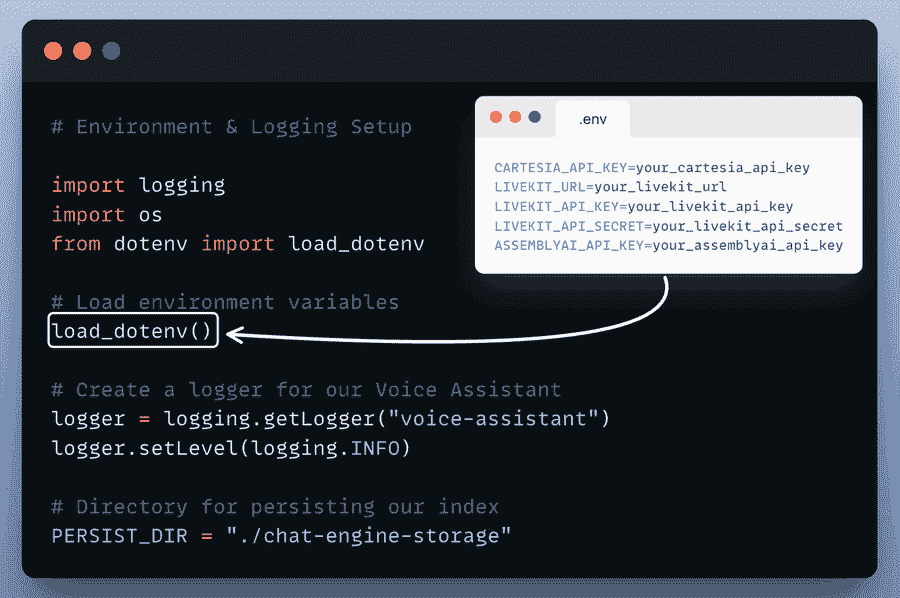 # Environment & Logging Setup
import logging
import os
from dotenv import load_dotenv
# Load environment variables
load_dotenv()
# Create a logger for our Voice Assistant
logger = logging.getLogger("voice-assistant")
logger.setLevel(logging.INFO)
# Directory for persisting our index
PERSIST_DIR = "./chat-engine-storage"
.env
CARTESIA_API_KEY=your_cartesia_api_key
LIVEKIT_URL=your_livekit_url
LIVEKIT_API_KEY=your_livekit_api_key
LIVEKIT_API_SECRET=your_livekit_api_secret
ASSEMBLYAI_API_KEY=your_assemblyai_api_key